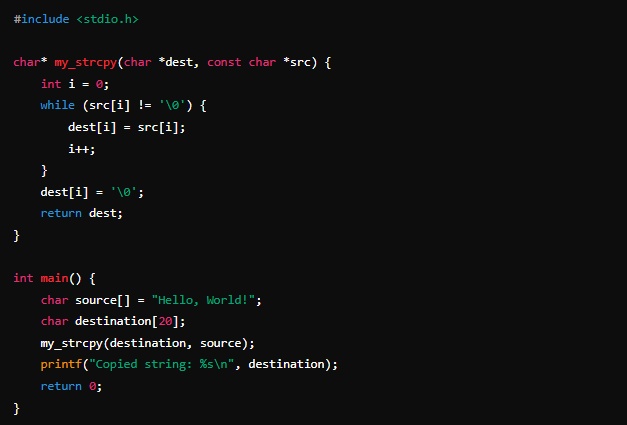 #include <stdio.h>

char* my_strcpy(char *dest, const char *src) {
    int i = 0;
    while (src[i] != '\0') {
        dest[i] = src[i];
        i++;
    }
    dest[i] = '\0';
    return dest;
}

int main() {
    char source[] = "Hello, World!";
    char destination[20];
    my_strcpy(destination, source);
    printf("Copied string: %s\n", destination);
    return 0;
}